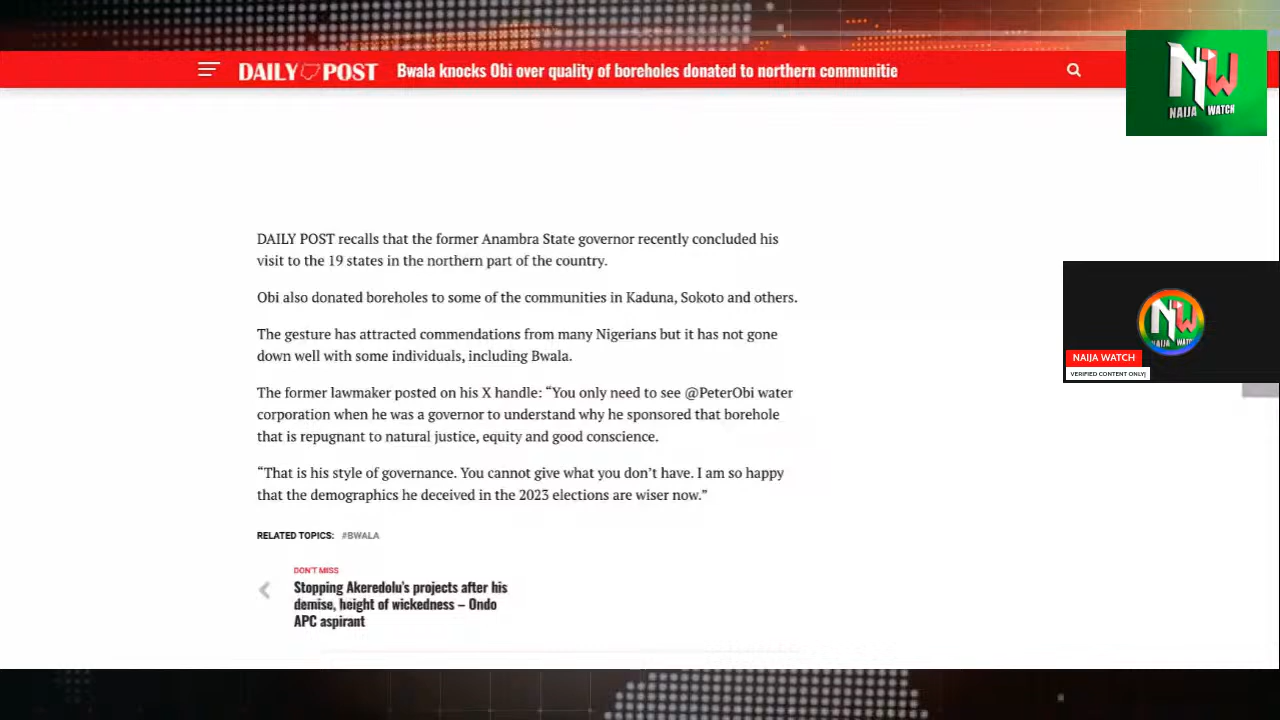 DAILY POST
Bwala knocks Obi over quality of boreholes donated to northern communitie
NW
NAIJA WATCH
DAILY POST recalls that the former Anambra State governor recently concluded his
visit to the 19 states in the northern part of the country.
Obi also donated boreholes to some of the communities in Kaduna, Sokoto and others.
The gesture has attracted commendations from many Nigerians but it has not gone
down well with some individuals, including Bwala.
The former lawmaker posted on his X handle: “You only need to see @PeterObi water
corporation when he was a governor to understand why he sponsored that borehole
that is repugnant to natural justice, equity and good conscience.
“That is his style of governance. You cannot give what you don’t have. I am so happy
that the demographics he deceived in the 2023 elections are wiser now.”
RELATED TOPICS: #BWALA
DON'T MISS
Stopping Akeredolu’s projects after his
demise, height of wickedness – Ondo
APC aspirant
NW
NAIJA WATCH
NAIJA WATCH
VERIFIED CONTENT ONLY|